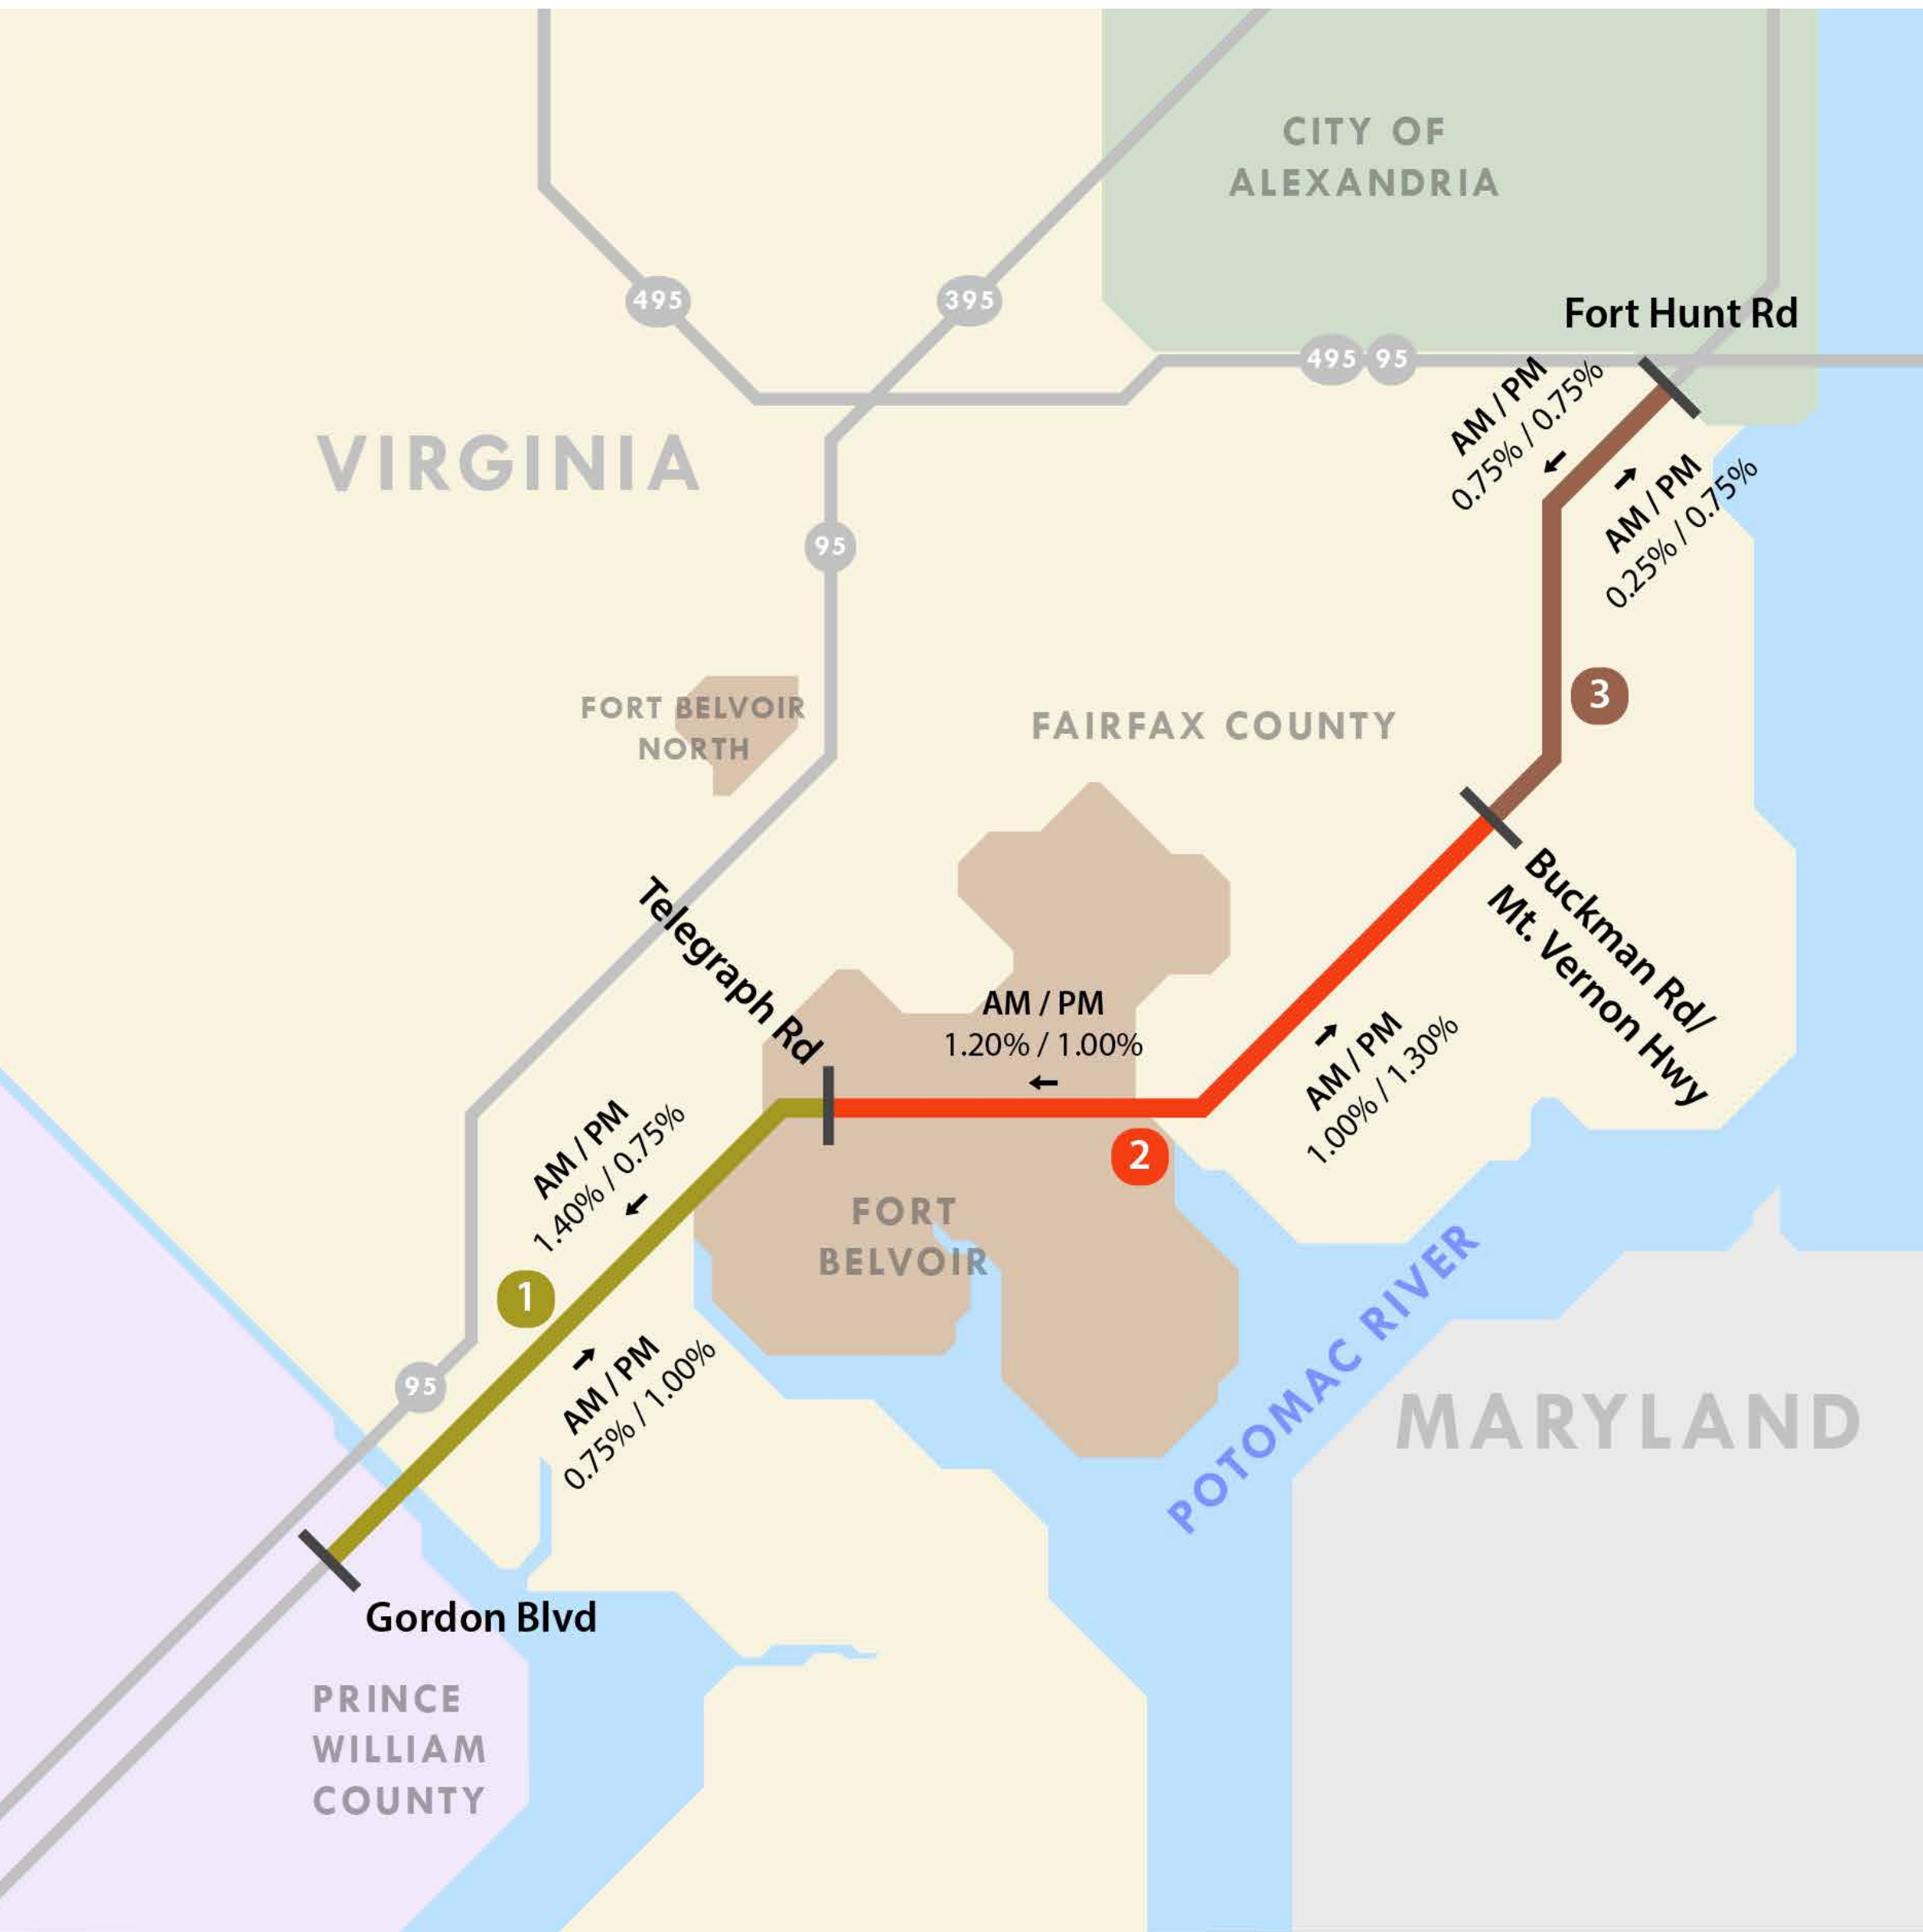 CITY OF
ALEXANDRIA
495
395
Fort Hunt Rd
495
95
AM / PM
0.75% / 0.75%
AM / PM
0.25% / 0.75%
VIRGINIA
95
3
FORT BELVOIR
NORTH
FAIRFAX COUNTY
Telegraph Rd
Buckman Rd/
Mt. Vernon Hwy
AM / PM
1.20% / 1.00%
AM / PM
1.00% / 1.30%
AM / PM
1.40% / 0.75%
2
FORT
BELVOIR
1
POTOMAC RIVER
AM / PM
0.75% / 1.00%
95
MARYLAND
Gordon Blvd
PRINCE
WILLIAM
COUNTY